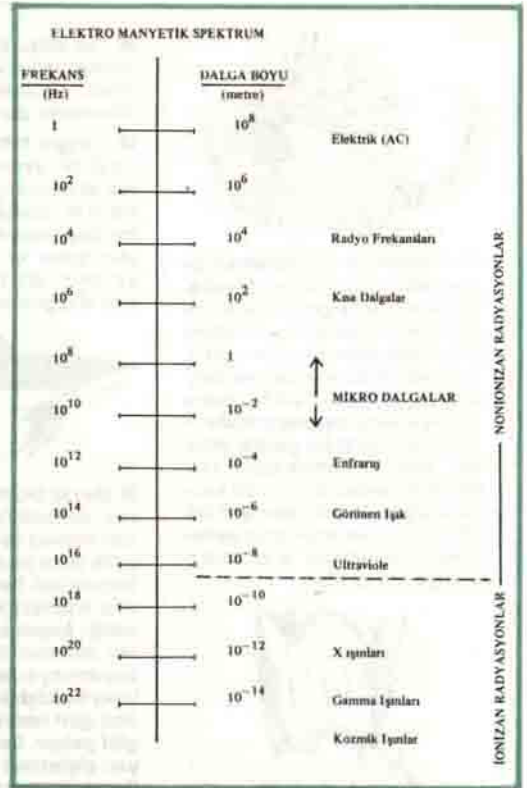 ELEKTRO MANYETİK SPEKTRUM
FREKANS DALGA BOYU
(Hz) (metre)
1 10⁸ Elektrik (AC)
10² 10⁶
10⁴ 10⁴ Radyo Frekansları
10⁶ 10² Kısa Dalgalar
10⁸ 1
MİKRO DALGALAR
10¹⁰ 10⁻²
10¹² 10⁻⁴ Enfraruj
10¹⁴ 10⁻⁶ Görünen Işık
10¹⁶ 10⁻⁸ Ultraviole
10¹⁸ 10⁻¹⁰
10²⁰ 10⁻¹² X ışınları
10²² 10⁻¹⁴ Gamma Işınları
Kozmik Işınlar
NONIONIZAN RADYASYONLAR
İONİZAN RADYASYONLAR